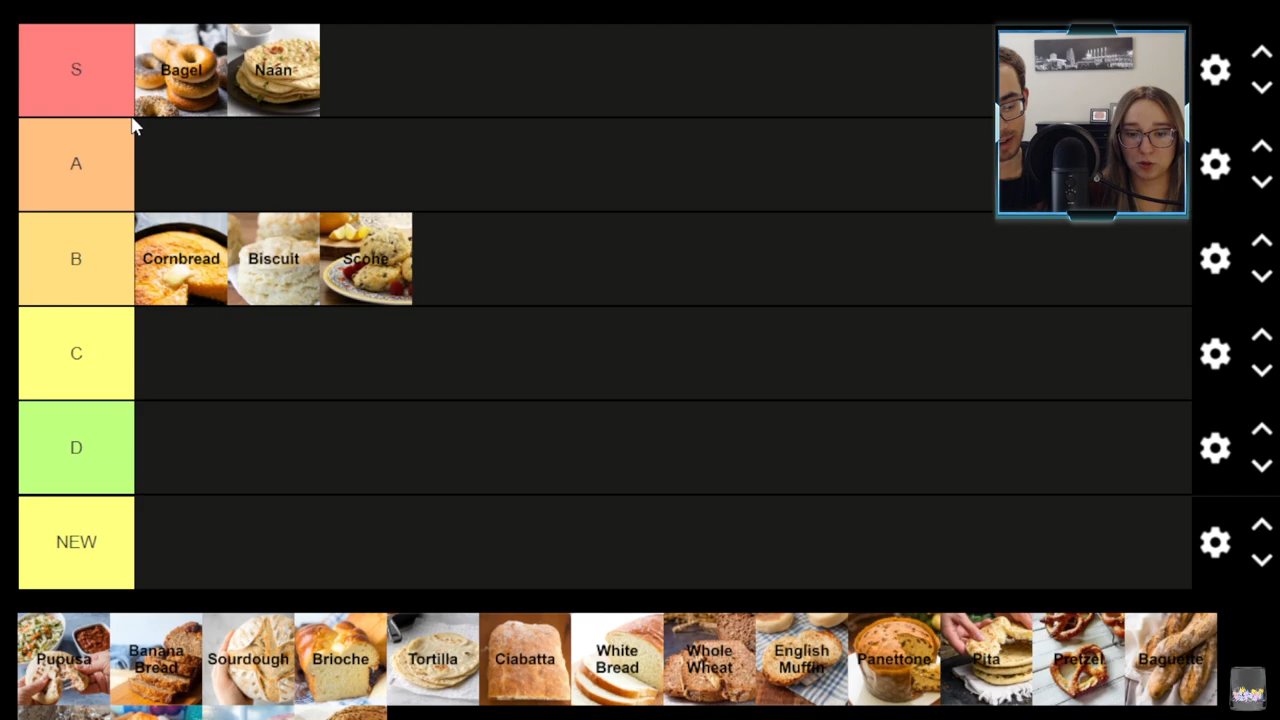 S
Bagel
Naan
A
B
Cornbread
Biscuit
Scone
C
D
NEW
Pupusa
Banana
Bread
Sourdough
Brioche
Tortilla
Ciabatta
White
Bread
Whole
Wheat
English
Muffin
Panettone
Pita
Pretzel
Baguette